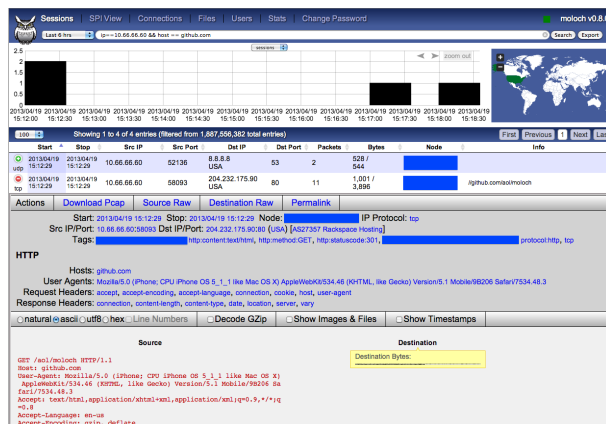 Sessions SPI View Connections Files Users Stats Change Password moloch v0.8
Last 6 hrs ip==10.66.66.60 && host == github.com Search Export
sessions
2.5
2
1.5
1
0.5
0
zoom out
+
-
2013/04/19 2013/04/19 2013/04/19 2013/04/19 2013/04/19 2013/04/19 2013/04/19 2013/04/19 2013/04/19 2013/04/19 2013/04/19 2013/04/19 2013/04/19 2013/04/19
15:12:00 15:12:30 15:13:00 15:13:30 15:14:00 15:14:30 15:15:00 15:15:30 15:16:00 15:16:30 15:17:00 15:17:30 15:18:00 15:18:30
100 Showing 1 to 4 of 4 entries (filtered from 1,887,556,382 total entries) First Previous 1 Next Las
Start Stop Src IP Src Port Dst IP Dst Port Packets Bytes Node Info
udp 2013/04/19 15:12:29 2013/04/19 15:12:29 10.66.66.60 52136 8.8.8.8 USA 53 2 528 / 544
tcp 2013/04/19 15:12:29 2013/04/19 15:12:29 10.66.66.60 58093 204.232.175.90 USA 80 11 1,001 / 3,896 //github.com/aol/moloch
Actions Download Pcap Source Raw Destination Raw Permalink
Start: 2013/04/19 15:12:29 Stop: 2013/04/19 15:12:29 Node: IP Protocol: tcp
Src IP/Port: 10.66.66.60:58093 Dst IP/Port: 204.232.175.90:80 (USA) [AS27357 Rackspace Hosting]
Tags: http:content:text/html, http:method:GET, http:statuscode:301, protocol:http, tcp
HTTP
Hosts: github.com
User Agents: Mozilla/5.0 (iPhone; CPU iPhone OS 5_1_1 like Mac OS X) AppleWebKit/534.46 (KHTML, like Gecko) Version/5.1 Mobile/9B206 Safari/7534.48.3
Request Headers: accept, accept-encoding, accept-language, connection, cookie, host, user-agent
Response Headers: connection, content-length, content-type, date, location, server, vary
natural ascii utf8 hex Line Numbers Decode GZip Show Images & Files Show Timestamps
Source Destination
Destination Bytes:
GET /aol/moloch HTTP/1.1
Host: github.com
User-Agent: Mozilla/5.0 (iPhone; CPU iPhone OS 5_1_1 like Mac OS X)
AppleWebKit/534.46 (KHTML, like Gecko) Version/5.1 Mobile/9B206 Sa
fari/7534.48.3
Accept: text/html,application/xhtml+xml,application/xml;q=0.9,*/*;q
=0.8
Accept-Language: en-us
Accept-Encoding: gzip, deflate